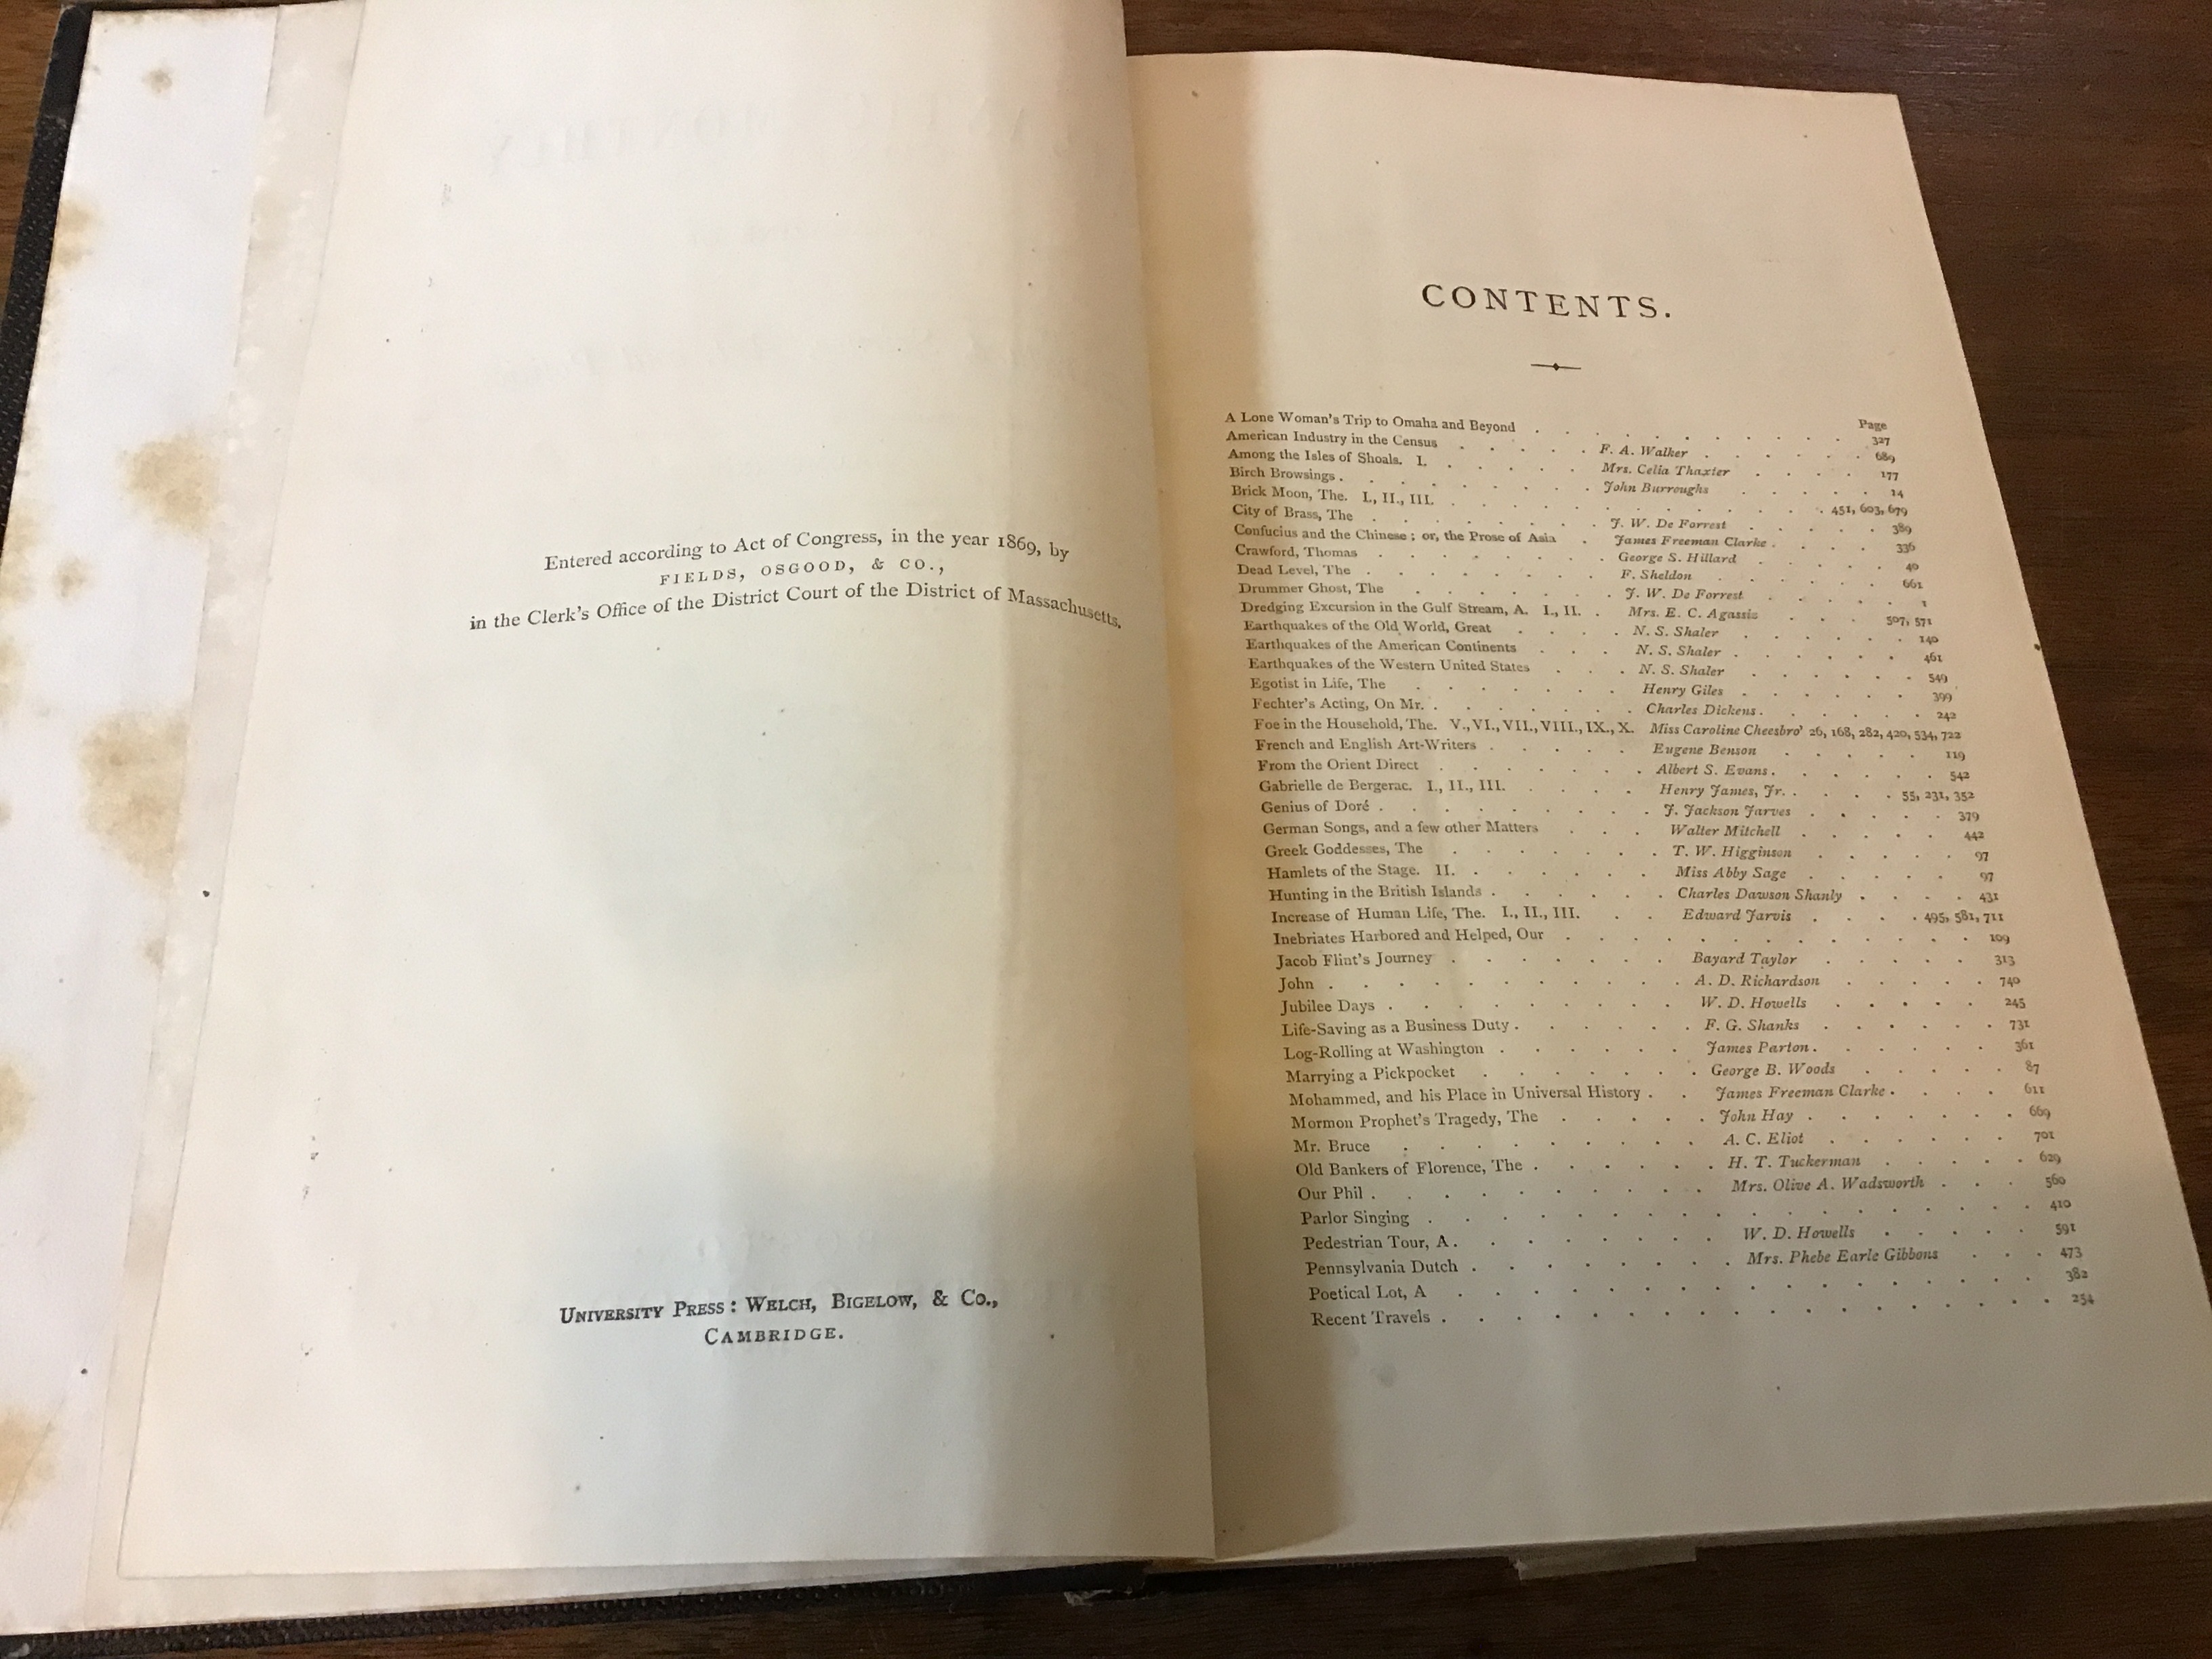 Entered according to Act of Congress, in the year 1869, by
FIELDS, OSGOOD, & CO.,
in the Clerk's Office of the District Court of the District of Massachusetts.
UNIVERSITY PRESS: WELCH, BIGELOW, & CO.,
CAMBRIDGE.
CONTENTS.
Page
A Lone Woman's Trip to Omaha and Beyond . . . . . . . . . 327
American Industry in the Census . . . . F. A. Walker . . . . 689
Among the Isles of Shoals. I. . . . . Mrs. Celia Thaxter . . . . 177
Birch Browsings . . . . . John Burroughs . . . . 14
Brick Moon, The. I., II., III. . . . . . . . . . 451, 603, 679
City of Brass, The . . . . . J. W. De Forrest . . . . 389
Confucius and the Chinese; or, the Prose of Asia . James Freeman Clarke . . . . 336
Crawford, Thomas . . . . . George S. Hillard . . . . 40
Dead Level, The . . . . . F. Sheldon . . . . 661
Drummer Ghost, The . . . . . J. W. De Forrest . . . . 1
Dredging Excursion in the Gulf Stream, A. I., II. . Mrs. E. C. Agassiz . . . 507, 571
Earthquakes of the Old World, Great . . . . N. S. Shaler . . . . 140
Earthquakes of the American Continents . . . N. S. Shaler . . . . 461
Earthquakes of the Western United States . . . N. S. Shaler . . . . 549
Egotist in Life, The . . . . . Henry Giles . . . . 399
Fechter's Acting, On Mr. . . . . . Charles Dickens . . . . 242
Foe in the Household, The. V., VI., VII., VIII., IX., X. Miss Caroline Cheesbro' 26, 168, 282, 420, 534, 722
French and English Art-Writers . . . . Eugene Benson . . . . 119
From the Orient Direct . . . . . Albert S. Evans . . . . 542
Gabrielle de Bergerac. I., II., III. . . . . Henry James, Jr. . . . . 55, 231, 352
Genius of Doré . . . . . J. Jackson Jarves . . . . 379
German Songs, and a few other Matters . . . Walter Mitchell . . . . 442
Greek Goddesses, The . . . . . T. W. Higginson . . . . 97
Hamlets of the Stage. II. . . . . . Miss Abby Sage . . . . 97
Hunting in the British Islands . . . . . Charles Dawson Shanly . . . . 431
Increase of Human Life, The. I., II., III. . . Edward Jarvis . . . . 495, 581, 711
Inebriates Harbored and Helped, Our . . . . . . . . . 109
Jacob Flint's Journey . . . . . Bayard Taylor . . . . 313
John . . . . . . A. D. Richardson . . . . 740
Jubilee Days . . . . . . W. D. Howells . . . . 245
Life-Saving as a Business Duty . . . . . F. G. Shanks . . . . 731
Log-Rolling at Washington . . . . . James Parton . . . . 361
Marrying a Pickpocket . . . . . George B. Woods . . . . 87
Mohammed, and his Place in Universal History . . James Freeman Clarke . . . . 611
Mormon Prophet's Tragedy, The . . . . John Hay . . . . 669
Mr. Bruce . . . . . . A. C. Eliot . . . . 701
Old Bankers of Florence, The . . . . . H. T. Tuckerman . . . . 629
Our Phil . . . . . . Mrs. Olive A. Wadsworth . . . 560
Parlor Singing . . . . . . . . . . 410
Pedestrian Tour, A . . . . . . W. D. Howells . . . . 591
Pennsylvania Dutch . . . . . . Mrs. Phebe Earle Gibbons . . . 473
Poetical Lot, A . . . . . . . . . . 382
Recent Travels . . . . . . . . . . 254